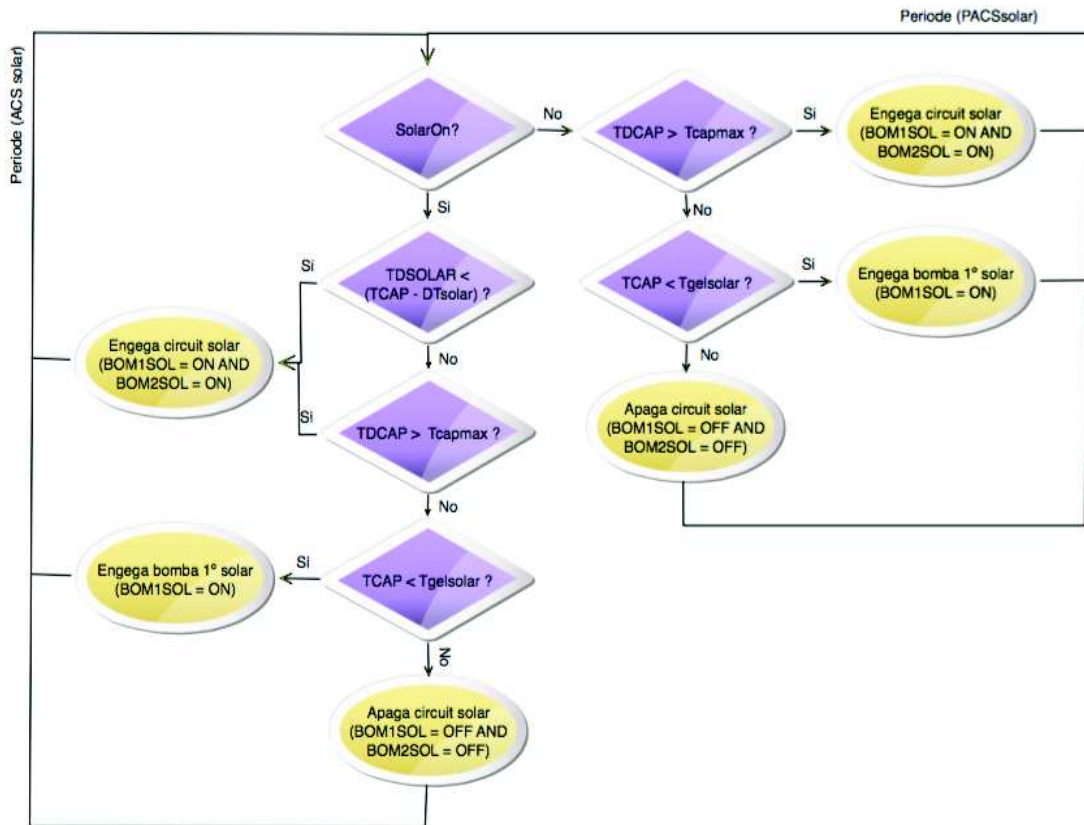 Periode (PACSsolar)
Periode (ACS solar)
SolarOn?
No
TDCAP > Tcapmax ?
Si
Engega circuit solar
(BOM1SOL = ON AND
BOM2SOL = ON)
Si
No
Si
TDSOLAR <
(TCAP - DTsolar) ?
TCAP < Tgelsolar ?
Si
Engega bomba 1º solar
(BOM1SOL = ON)
Engega circuit solar
(BOM1SOL = ON AND
BOM2SOL = ON)
No
No
Si
TDCAP > Tcapmax ?
Apaga circuit solar
(BOM1SOL = OFF AND
BOM2SOL = OFF)
No
Engega bomba 1º solar
(BOM1SOL = ON)
Si
TCAP < Tgelsolar ?
No
Apaga circuit solar
(BOM1SOL = OFF AND
BOM2SOL = OFF)